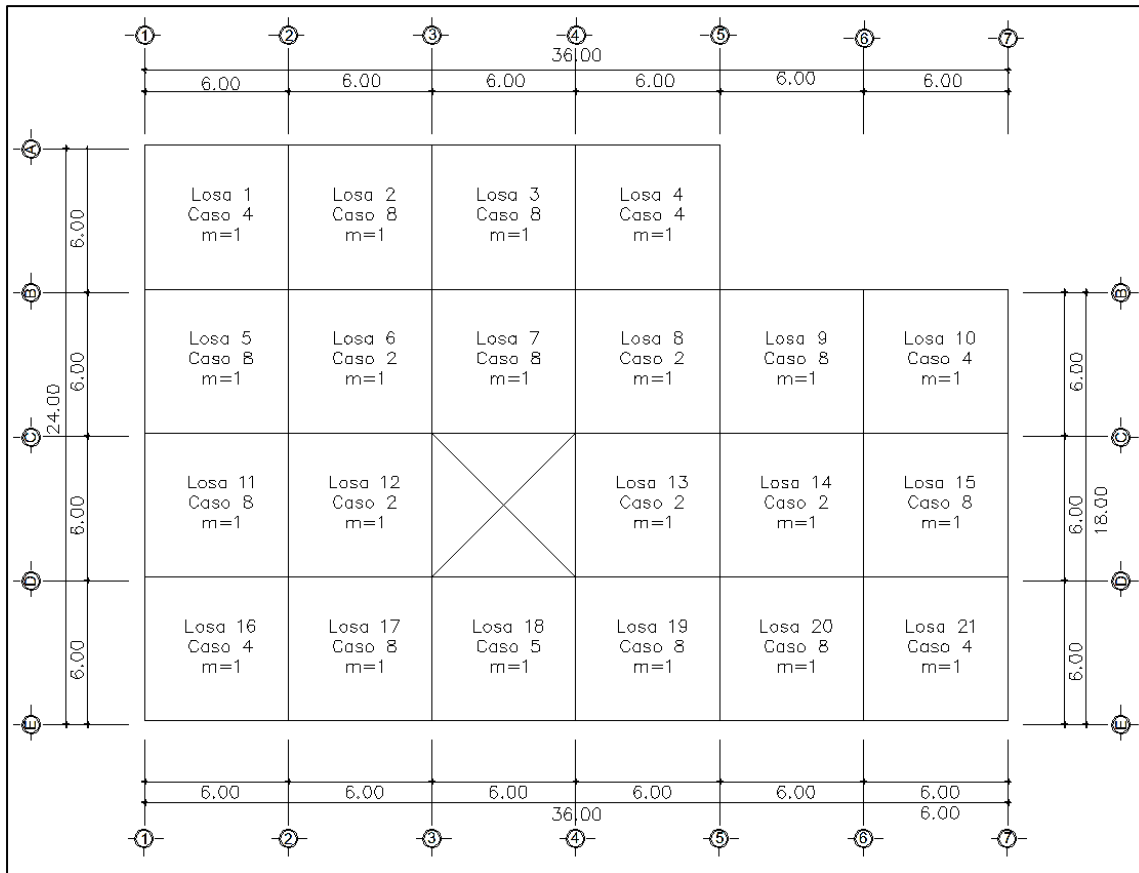 1 2 3 4 5 6 7
36.00
6.00 6.00 6.00 6.00 6.00 6.00
A
Losa 1
Caso 4
m=1
Losa 2
Caso 8
m=1
Losa 3
Caso 8
m=1
Losa 4
Caso 4
m=1
6.00
B
B
Losa 5
Caso 8
m=1
Losa 6
Caso 2
m=1
Losa 7
Caso 8
m=1
Losa 8
Caso 2
m=1
Losa 9
Caso 8
m=1
Losa 10
Caso 4
m=1
6.00
6.00
24.00
C
C
Losa 11
Caso 8
m=1
Losa 12
Caso 2
m=1
Losa 13
Caso 2
m=1
Losa 14
Caso 2
m=1
Losa 15
Caso 8
m=1
6.00
6.00
18.00
D
D
Losa 16
Caso 4
m=1
Losa 17
Caso 8
m=1
Losa 18
Caso 5
m=1
Losa 19
Caso 8
m=1
Losa 20
Caso 8
m=1
Losa 21
Caso 4
m=1
6.00
6.00
E
E
6.00 6.00 6.00 6.00 6.00 6.00
36.00
6.00
1 2 3 4 5 6 7